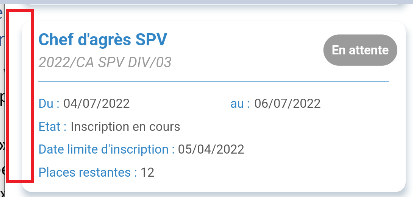 Chef d'agrès SPV
En attente
2022/CA SPV DIV/03
Du : 04/07/2022 au : 06/07/2022
Etat : Inscription en cours
Date limite d'inscription : 05/04/2022
Places restantes : 12